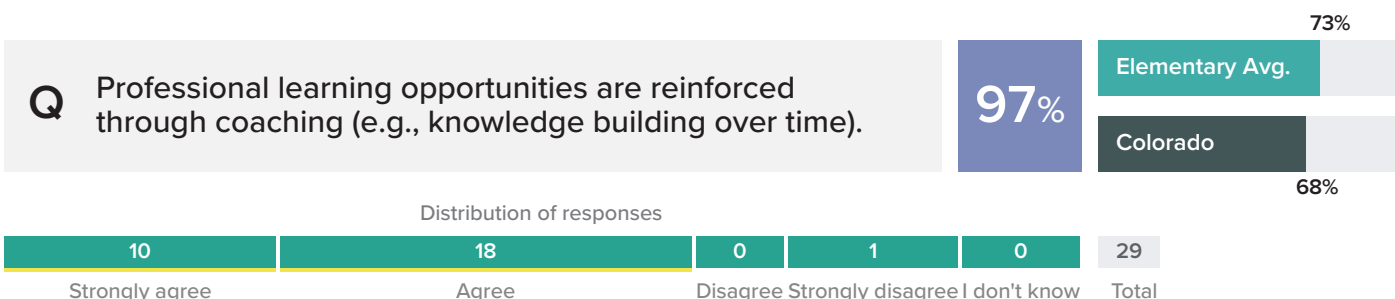 73%
Q Professional learning opportunities are reinforced
through coaching (e.g., knowledge building over time).
97%
Elementary Avg.
Colorado
68%
Distribution of responses
10 18 0 1 0 29
Strongly agree Agree Disagree Strongly disagree I don't know Total